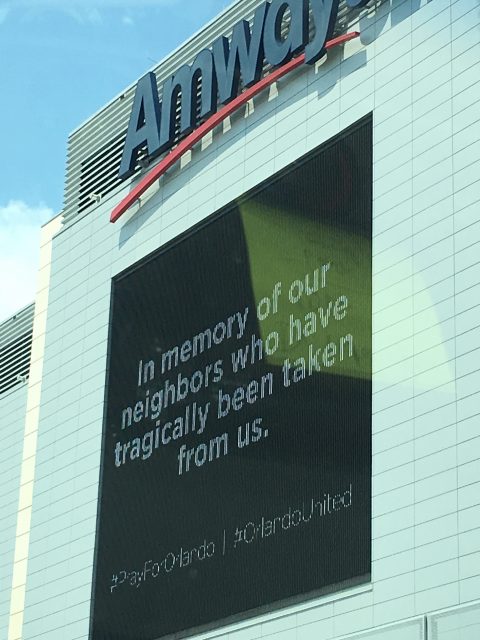 Amway
In memory of our
neighbors who have
tragically been taken
from us.
#PrayForOrlando | #OrlandoUnited